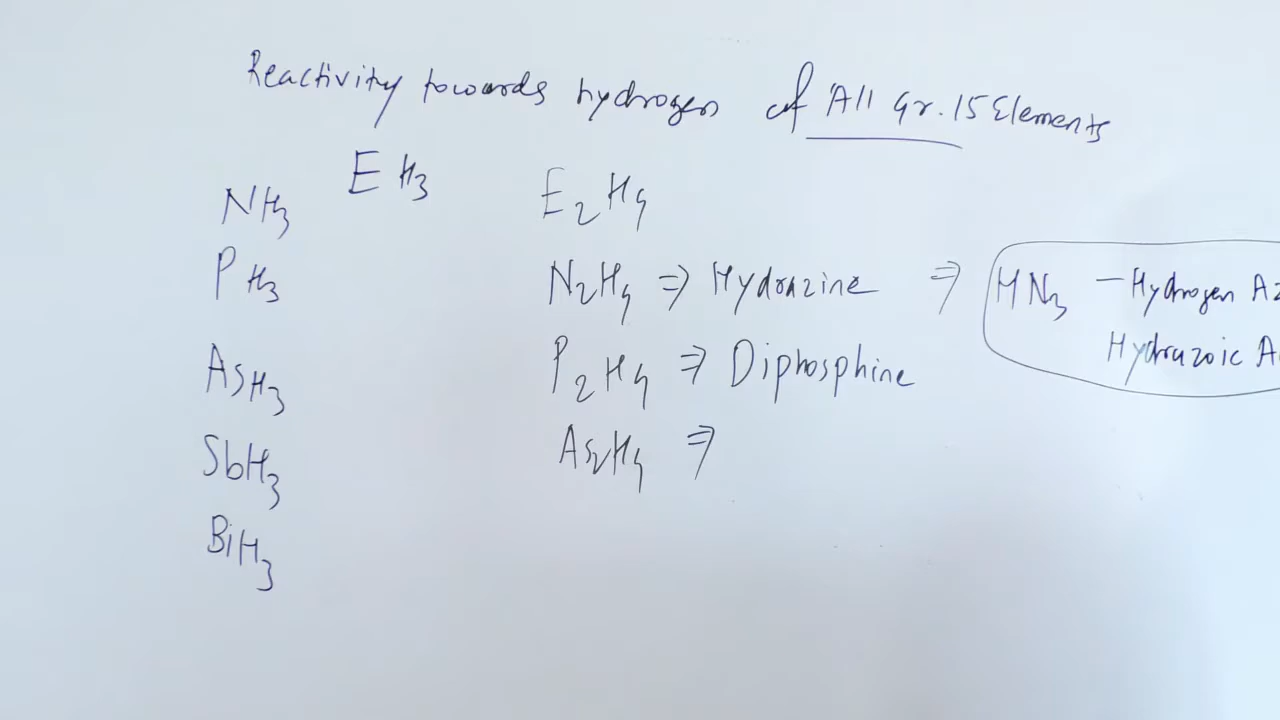 Reactivity towards hydrogen of All Gr. 15 Elements
EH3
E2H4
NH3
PH3
AsH3
SbH3
BiH3
N2H4 ⇒ Hydrazine ⇒ HN3 – Hydrogen Az
Hydrazoic A
P2H4 ⇒ Diphosphine
As2H4 ⇒